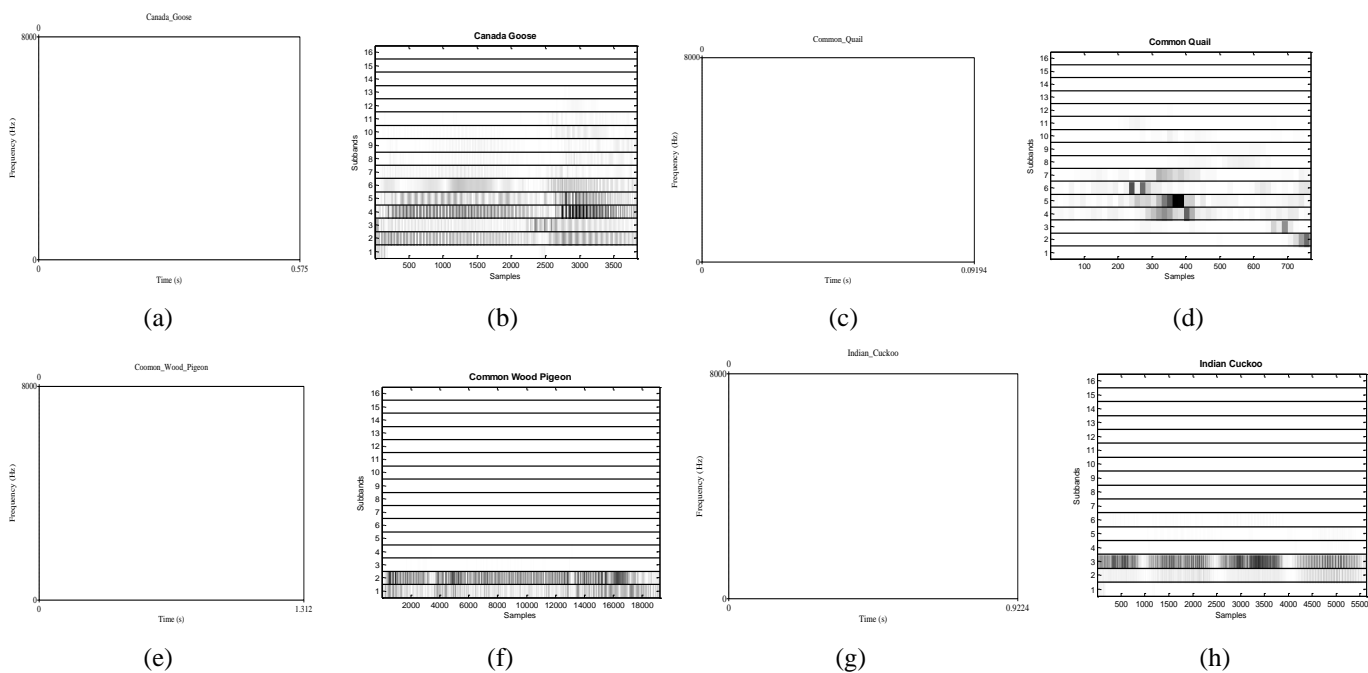 Canada_Goose
0
8000
Frequency (Hz)
0
0
0.575
Time (s)
(a)
Canada Goose
16
15
14
13
12
11
10
9
8
7
6
5
4
3
2
1
Subbands
500 1000 1500 2000 2500 3000 3500
Samples
(b)
Common_Quail
0
8000
Frequency (Hz)
0
0
0.09194
Time (s)
(c)
Common Quail
16
15
14
13
12
11
10
9
8
7
6
5
4
3
2
1
Subbands
100 200 300 400 500 600 700
Samples
(d)
Coomon_Wood_Pigeon
0
8000
Frequency (Hz)
0
0
1.312
Time (s)
(e)
Common Wood Pigeon
16
15
14
13
12
11
10
9
8
7
6
5
4
3
2
1
Subbands
2000 4000 6000 8000 10000 12000 14000 16000 18000
Samples
(f)
Indian_Cuckoo
0
8000
Frequency (Hz)
0
0
0.9224
Time (s)
(g)
Indian Cuckoo
16
15
14
13
12
11
10
9
8
7
6
5
4
3
2
1
Subbands
500 1000 1500 2000 2500 3000 3500 4000 4500 5000 5500
Samples
(h)